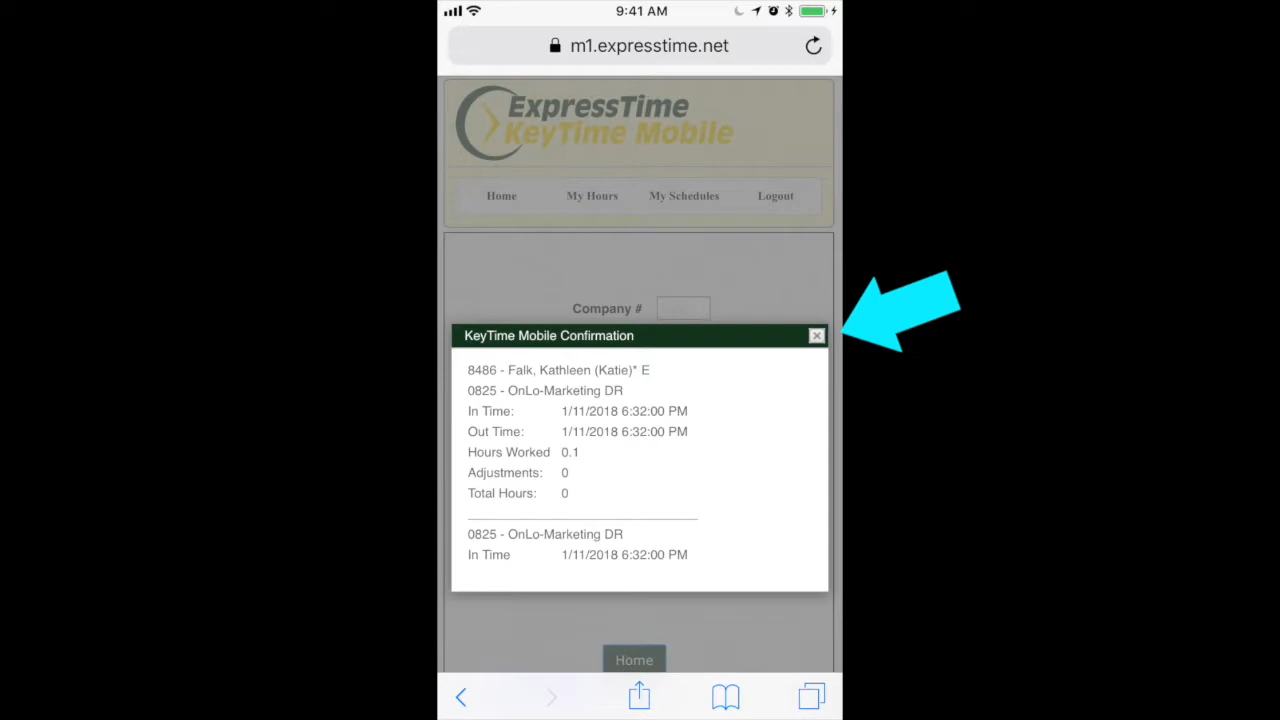 9:41 AM
m1.expresstime.net
ExpressTime
KeyTime Mobile
Home My Hours My Schedules Logout
Company #
KeyTime Mobile Confirmation
8486 - Falk, Kathleen (Katie)* E
0825 - OnLo-Marketing DR
In Time: 1/11/2018 6:32:00 PM
Out Time: 1/11/2018 6:32:00 PM
Hours Worked 0.1
Adjustments: 0
Total Hours: 0
0825 - OnLo-Marketing DR
In Time 1/11/2018 6:32:00 PM
Home